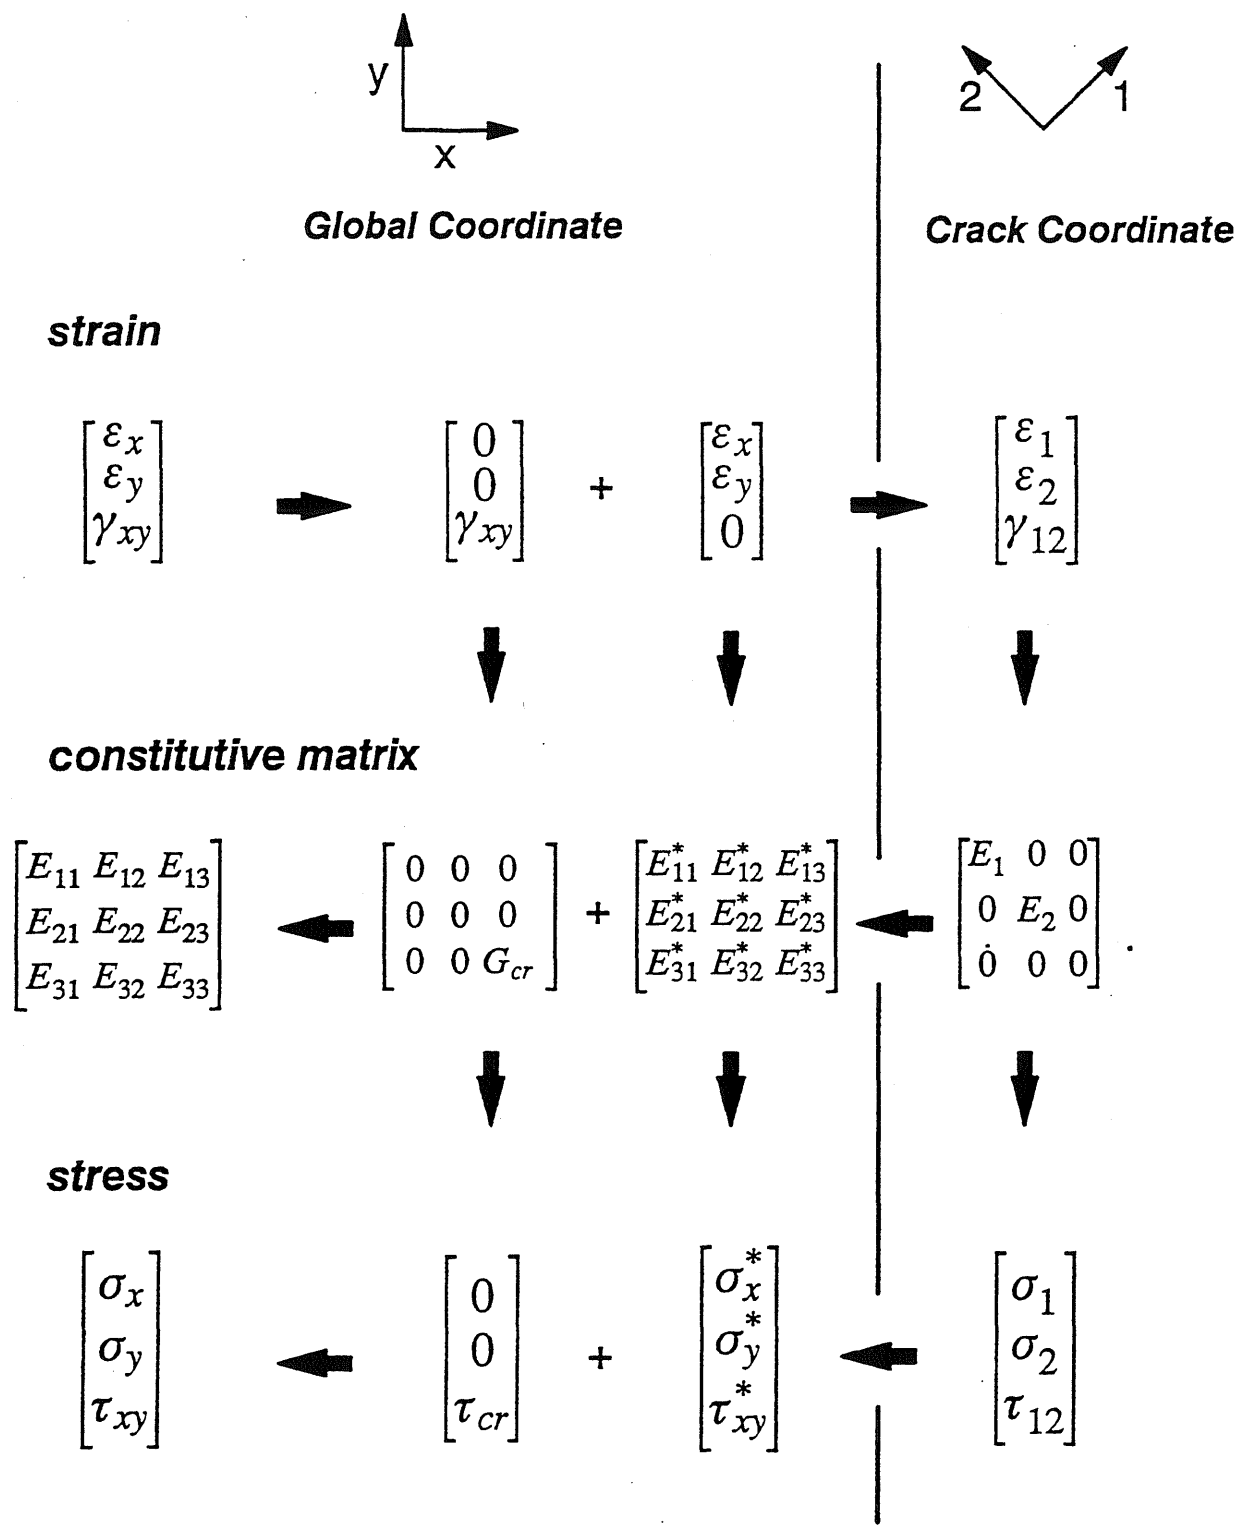 y
x
2
1
Global Coordinate
Crack Coordinate
strain
[εx εy γxy]
[0 0 γxy] + [εx εy 0]
[ε1 ε2 γ12]
constitutive matrix
E11 E12 E13
E21 E22 E23
E31 E32 E33
0 0 0
0 0 0
0 0 Gcr
+
E*11 E*12 E*13
E*21 E*22 E*23
E*31 E*32 E*33
E1 0 0
0 E2 0
0 0 0
stress
[σx σy τxy]
[0 0 τcr] + [σ*x σ*y τ*xy]
[σ1 σ2 τ12]